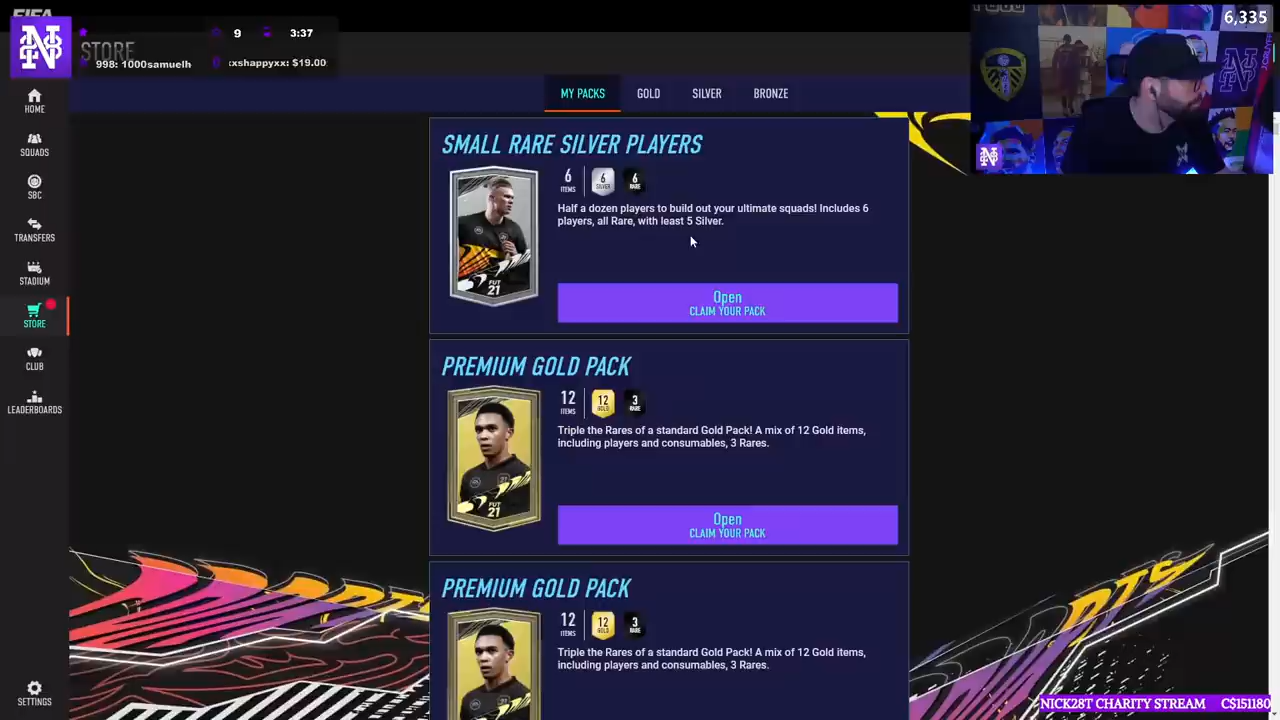 FIFA
STORE
9
3:37
998: 1000samuelh
xxshappyxx: $19.00
6,335
MY PACKS
GOLD
SILVER
BRONZE
HOME
SQUADS
SBC
TRANSFERS
STADIUM
STORE
CLUB
LEADERBOARDS
SETTINGS
SMALL RARE SILVER PLAYERS
6
ITEMS
6
SILVER
6
RARE
Half a dozen players to build out your ultimate squads! Includes 6
players, all Rare, with least 5 Silver.
FUT
21
Open
CLAIM YOUR PACK
PREMIUM GOLD PACK
12
ITEMS
12
GOLD
3
RARE
Triple the Rares of a standard Gold Pack! A mix of 12 Gold items,
including players and consumables, 3 Rares.
FUT
21
Open
CLAIM YOUR PACK
PREMIUM GOLD PACK
12
ITEMS
12
GOLD
3
RARE
Triple the Rares of a standard Gold Pack! A mix of 12 Gold items,
including players and consumables, 3 Rares.
NICK28T CHARITY STREAM C$151180